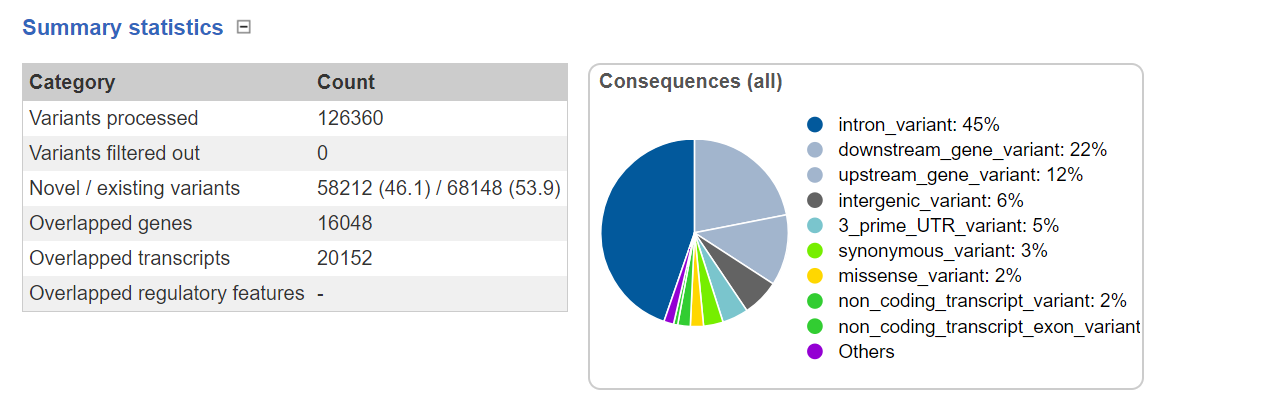 Summary statistics
Category Count
Variants processed 126360
Variants filtered out 0
Novel / existing variants 58212 (46.1) / 68148 (53.9)
Overlapped genes 16048
Overlapped transcripts 20152
Overlapped regulatory features -
Consequences (all)
intron_variant: 45%
downstream_gene_variant: 22%
upstream_gene_variant: 12%
intergenic_variant: 6%
3_prime_UTR_variant: 5%
synonymous_variant: 3%
missense_variant: 2%
non_coding_transcript_variant: 2%
non_coding_transcript_exon_variant
Others